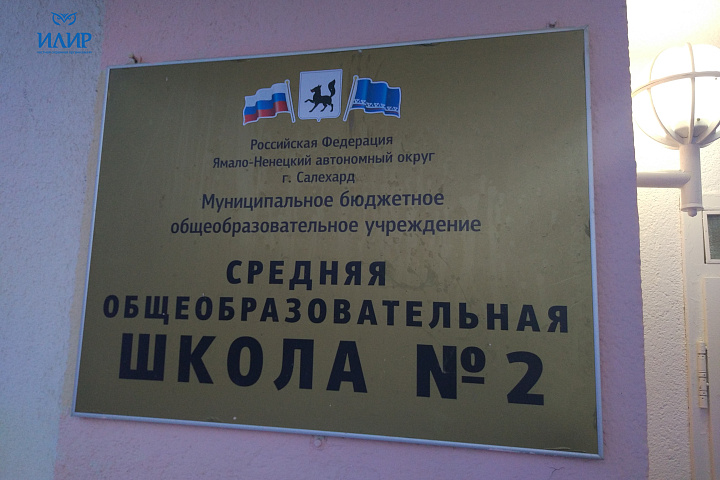 ИЛИР
Российская Федерация
Ямало-Ненецкий автономный округ
г. Салехард
Муниципальное бюджетное
общеобразовательное учреждение
СРЕДНЯЯ
ОБЩЕОБРАЗОВАТЕЛЬНАЯ
ШКОЛА №2